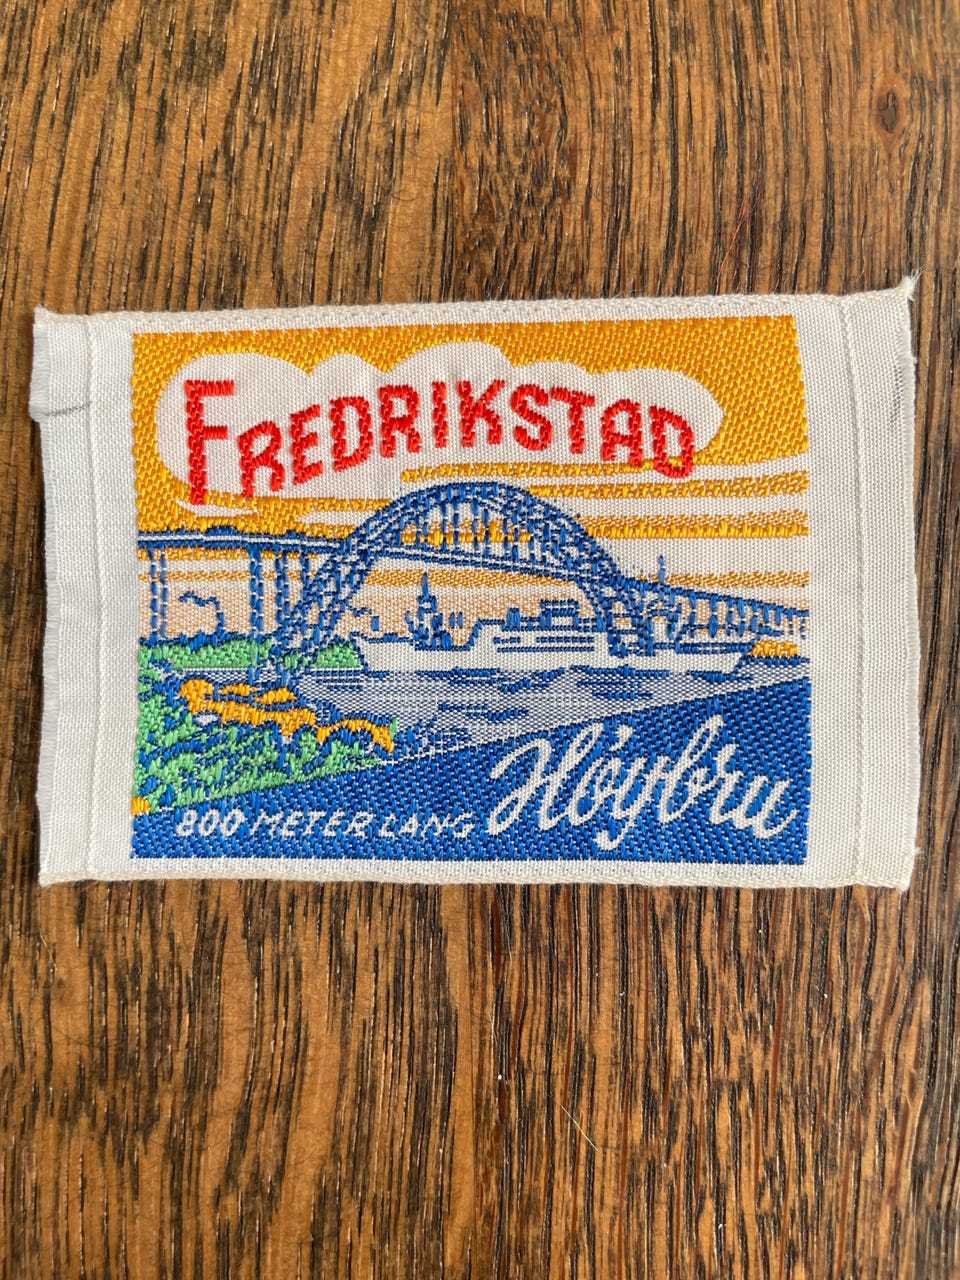 FREDRIKSTAD
Høybru
800 METER LANG